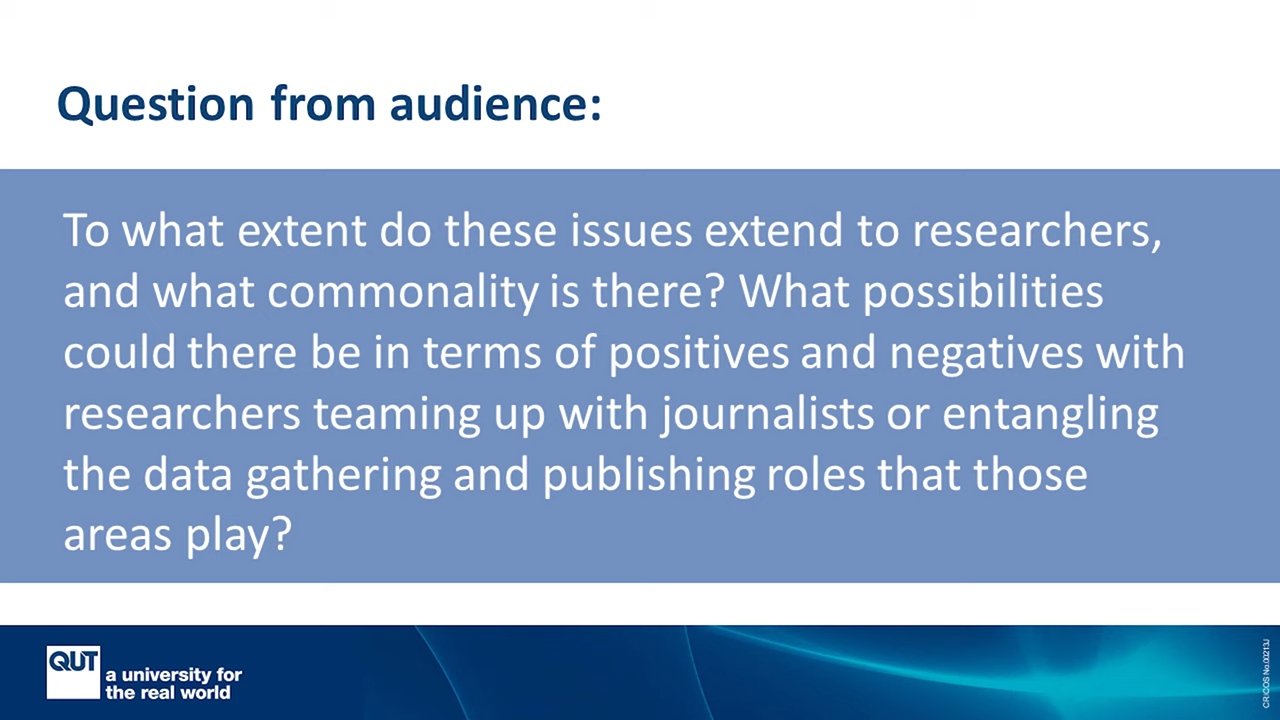 Question from audience:
To what extent do these issues extend to researchers,
and what commonality is there? What possibilities
could there be in terms of positives and negatives with
researchers teaming up with journalists or entangling
the data gathering and publishing roles that those
areas play?
QUT
a university for
the real world
CRICOS No.00213J